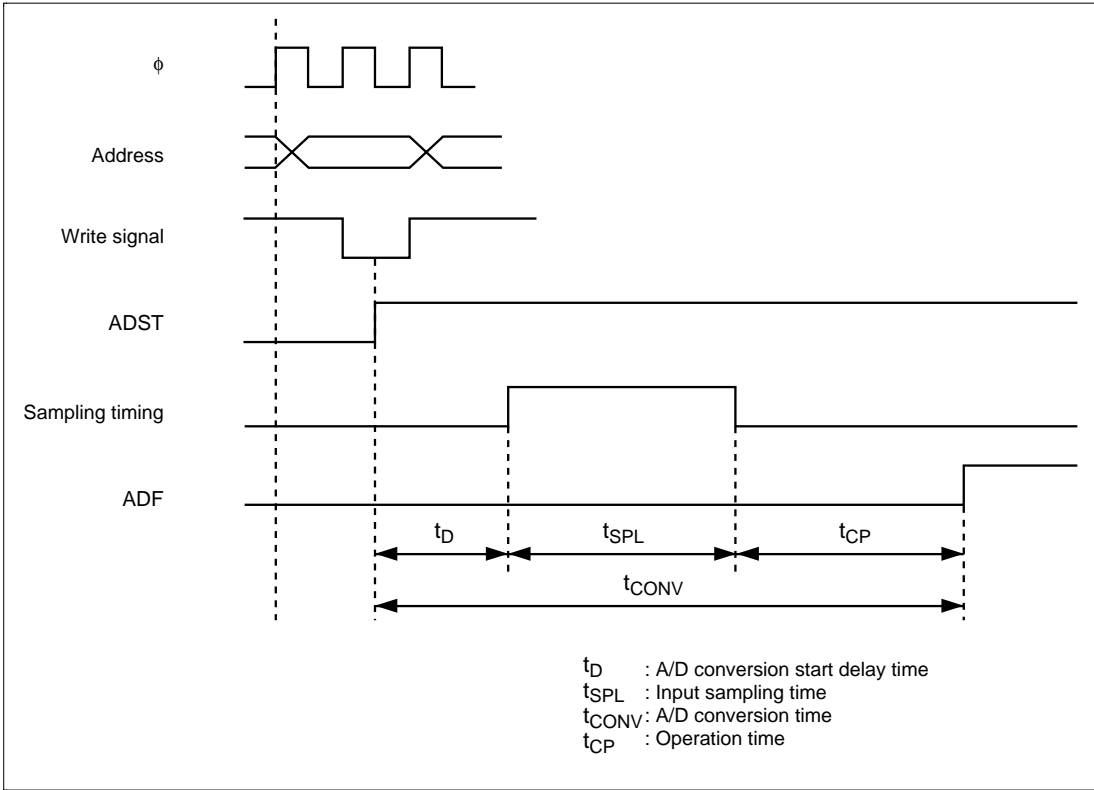 ϕ
Address
Write signal
ADST
Sampling timing
ADF
tD tSPL tCP
tCONV
tD : A/D conversion start delay time
tSPL : Input sampling time
tCONV : A/D conversion time
tCP : Operation time